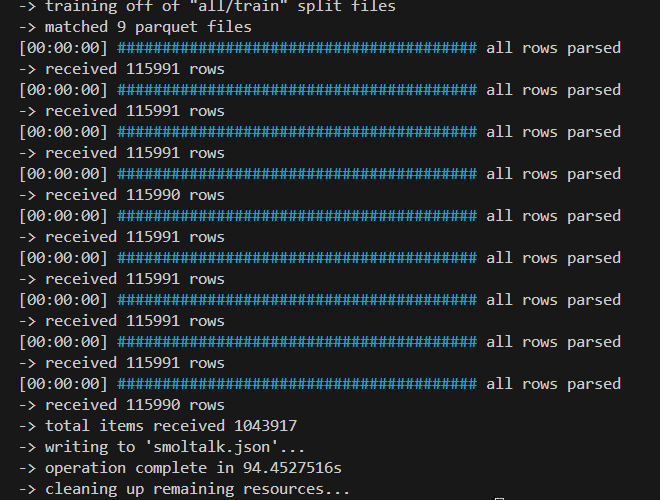 -> training off of "all/train" split files
-> matched 9 parquet files
[00:00:00] ######################################## all rows parsed
-> received 115991 rows
[00:00:00] ######################################## all rows parsed
-> received 115991 rows
[00:00:00] ######################################## all rows parsed
-> received 115991 rows
[00:00:00] ######################################## all rows parsed
-> received 115990 rows
[00:00:00] ######################################## all rows parsed
-> received 115991 rows
[00:00:00] ######################################## all rows parsed
-> received 115991 rows
[00:00:00] ######################################## all rows parsed
-> received 115991 rows
[00:00:00] ######################################## all rows parsed
-> received 115991 rows
[00:00:00] ######################################## all rows parsed
-> received 115990 rows
-> total items received 1043917
-> writing to 'smoltalk.json'...
-> operation complete in 94.4527516s
-> cleaning up remaining resources...